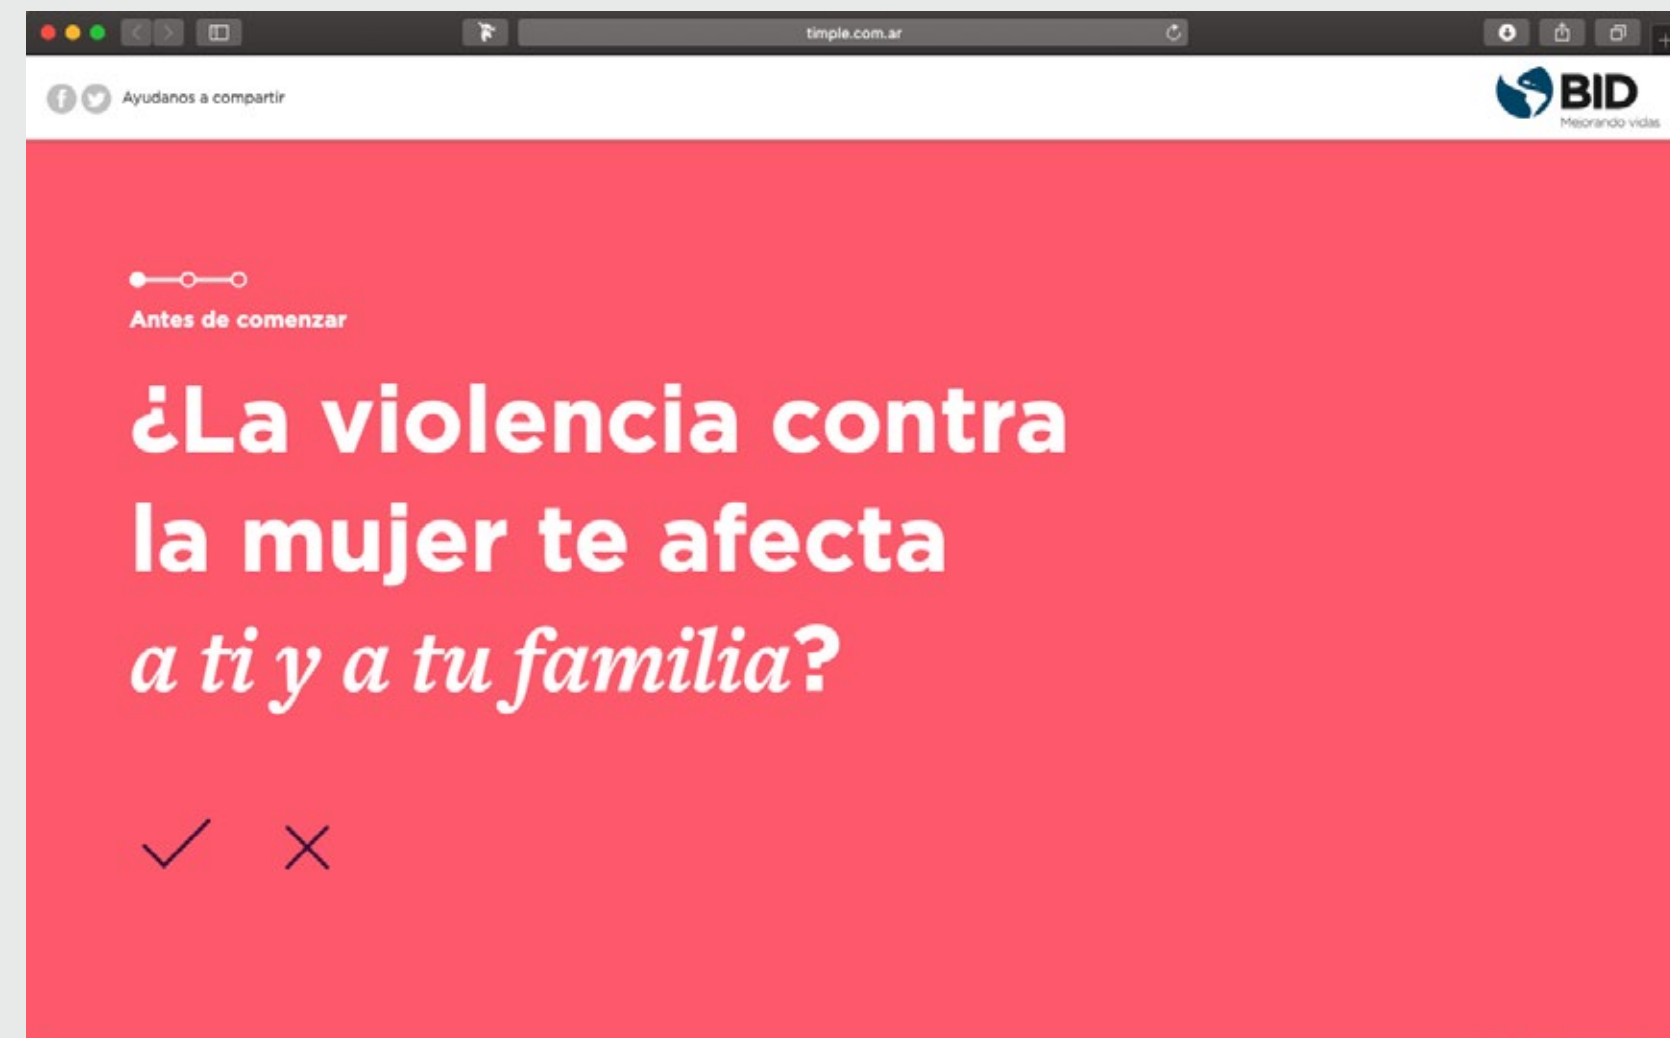 timple.com.ar
Ayudanos a compartir
BID
Mejorando vidas
Antes de comenzar
¿La violencia contra
la mujer te afecta
a ti y a tu familia?